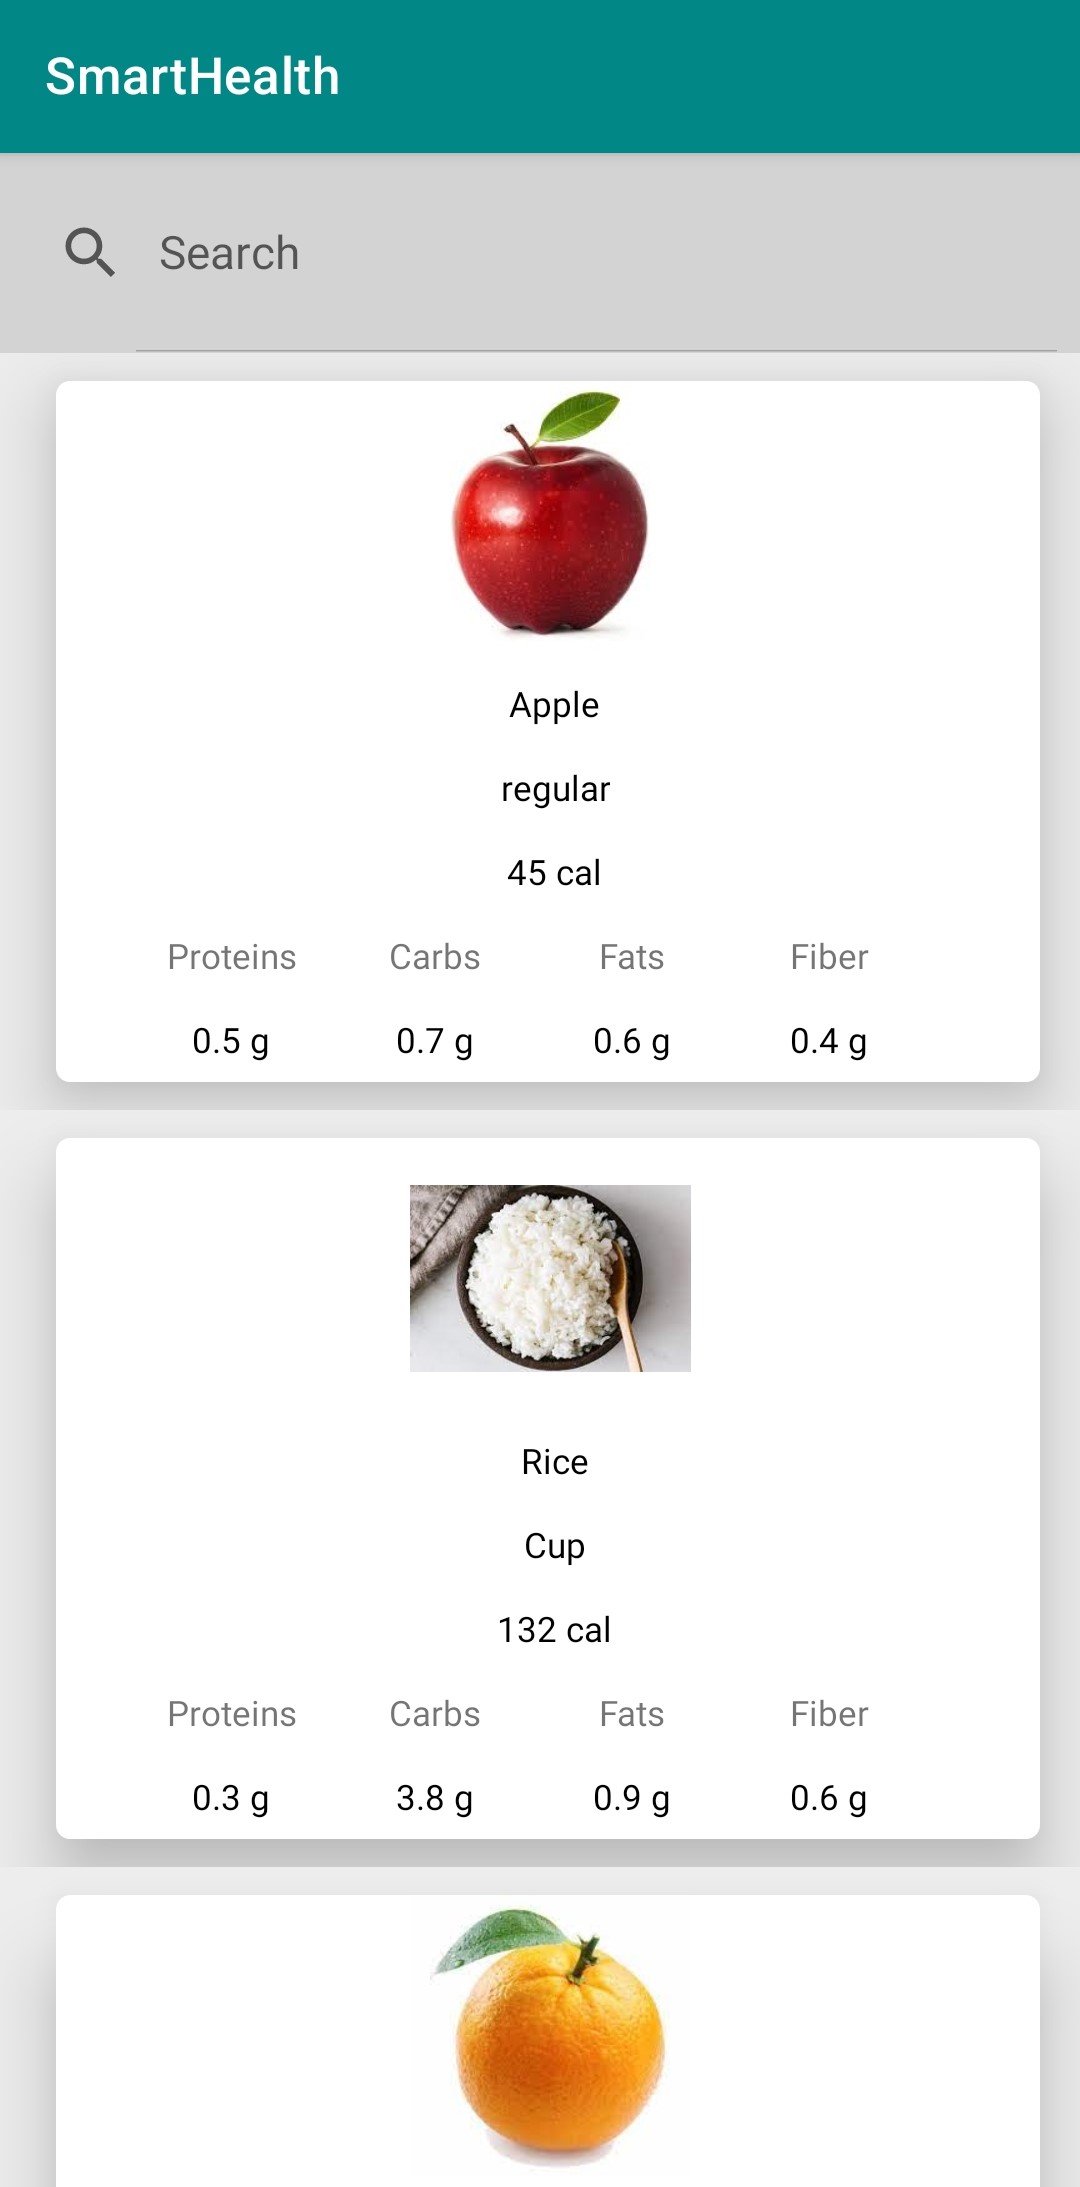 SmartHealth
Search
Apple
regular
45 cal
Proteins Carbs Fats Fiber
0.5 g 0.7 g 0.6 g 0.4 g
Rice
Cup
132 cal
Proteins Carbs Fats Fiber
0.3 g 3.8 g 0.9 g 0.6 g